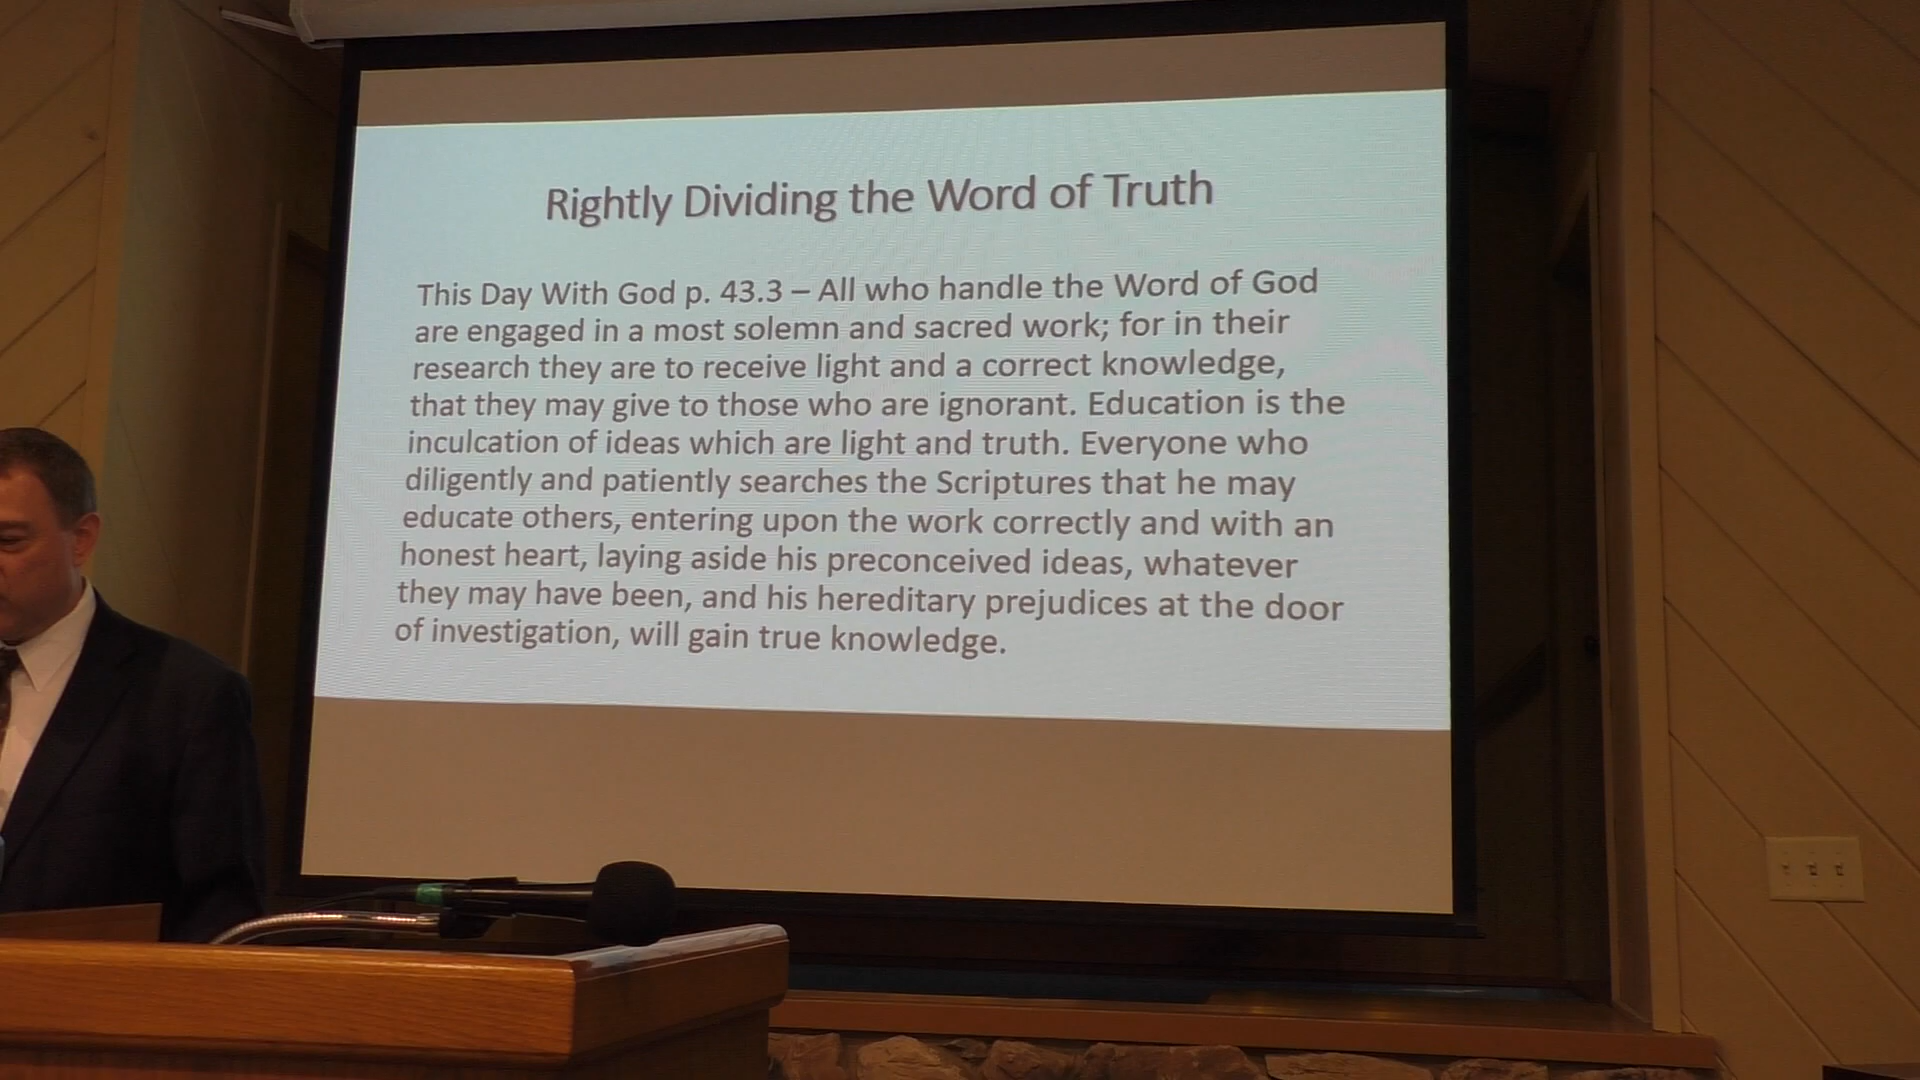 Rightly Dividing the Word of Truth
This Day With God p. 43.3 – All who handle the Word of God
are engaged in a most solemn and sacred work; for in their
research they are to receive light and a correct knowledge,
that they may give to those who are ignorant. Education is the
inculcation of ideas which are light and truth. Everyone who
diligently and patiently searches the Scriptures that he may
educate others, entering upon the work correctly and with an
honest heart, laying aside his preconceived ideas, whatever
they may have been, and his hereditary prejudices at the door
of investigation, will gain true knowledge.